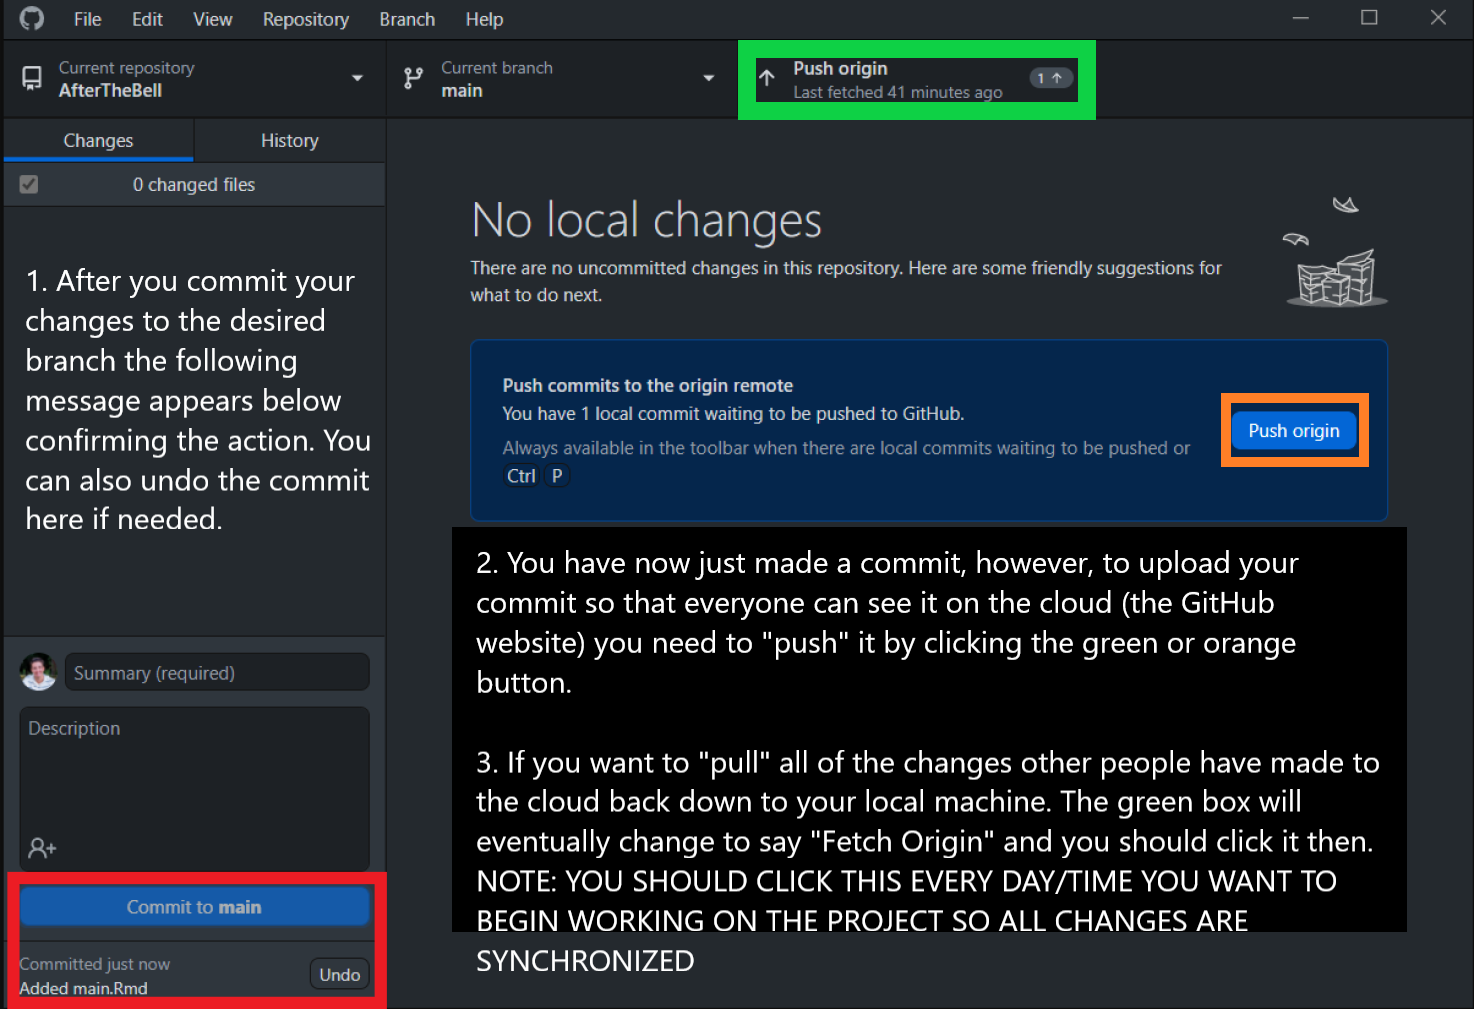 File Edit View Repository Branch Help
Current repository
AfterTheBell
Current branch
main
Push origin
Last fetched 41 minutes ago
1
Changes
History
0 changed files
No local changes
There are no uncommitted changes in this repository. Here are some friendly suggestions for
what to do next.
1. After you commit your
changes to the desired
branch the following
message appears below
confirming the action. You
can also undo the commit
here if needed.
Push commits to the origin remote
You have 1 local commit waiting to be pushed to GitHub.
Always available in the toolbar when there are local commits waiting to be pushed or
Ctrl P
Push origin
2. You have now just made a commit, however, to upload your
commit so that everyone can see it on the cloud (the GitHub
website) you need to "push" it by clicking the green or orange
button.
3. If you want to "pull" all of the changes other people have made to
the cloud back down to your local machine. The green box will
eventually change to say "Fetch Origin" and you should click it then.
NOTE: YOU SHOULD CLICK THIS EVERY DAY/TIME YOU WANT TO
BEGIN WORKING ON THE PROJECT SO ALL CHANGES ARE
SYNCHRONIZED
Summary (required)
Description
Commit to main
Committed just now
Added main.Rmd
Undo